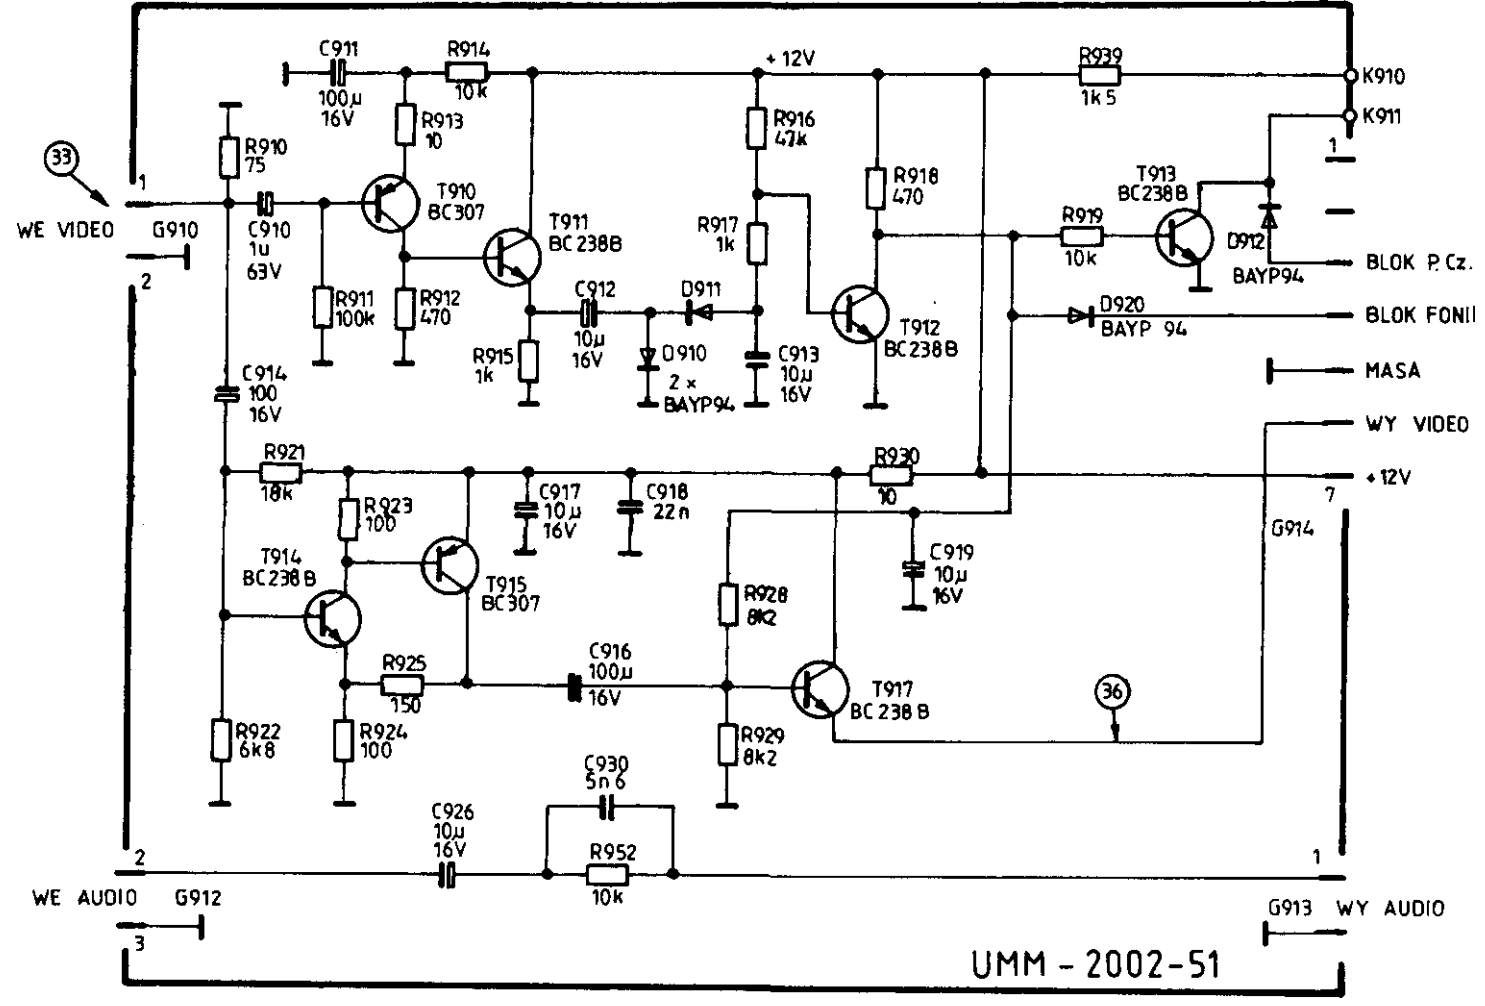 C911
100µ
16V
R914
10k
+ 12V
R939
1k5
K910
K911
1
R913
10
R910
75
33
1
WE VIDEO
G910
2
C910
1u
63V
T910
BC307
R911
100k
R912
470
T911
BC238B
R916
47k
R917
1k
R918
470
T913
BC238B
R919
10k
D912
BAYP94
BLOK P.Cz.
D920
BAYP 94
BLOK FONII
C912
10µ
16V
D911
R915
1k
D910
2 x
BAYP94
C913
10µ
16V
T912
BC238B
MASA
WY VIDEO
C914
100
16V
R921
18k
R923
100
C917
10µ
16V
C918
22n
R930
10
+12V
7
G914
T914
BC238B
T915
BC307
C919
10µ
16V
R928
8k2
R925
150
C916
100µ
16V
T917
BC238B
36
R922
6k8
R924
100
R929
8k2
C930
5n6
C926
10µ
16V
R952
10k
2
1
WE AUDIO
G912
3
G913
WY AUDIO
UMM - 2002-51